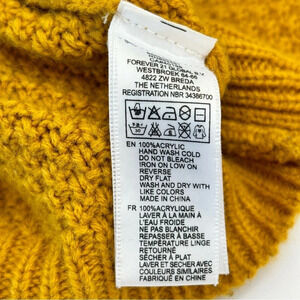 FOREVER 21 GLOBAL B.V.
WESTBROEK 64-66
4822 ZW BREDA
THE NETHERLANDS
REGISTRATION NBR 34386700
30
EN 100%ACRYLIC
HAND WASH COLD
DO NOT BLEACH
IRON ON LOW ON
REVERSE
DRY FLAT
WASH AND DRY WITH
LIKE COLORS
MADE IN CHINA
FR 100%ACRYLIQUE
LAVER À LA MAIN À
L'EAU FROIDE
NE PAS BLANCHIR
REPASSER À BASSE
TEMPÉRATURE LINGE
RETOURNÉ
SÉCHER À PLAT
LAVER ET SÉCHER AVEC
COULEURS SIMILAIRES
FABRIQUÉ EN CHINE